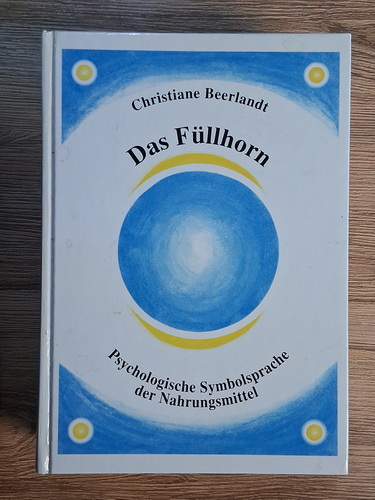 Christiane Beerlandt
Das Füllhorn
Psychologische Symbolsprache
der Nahrungsmittel